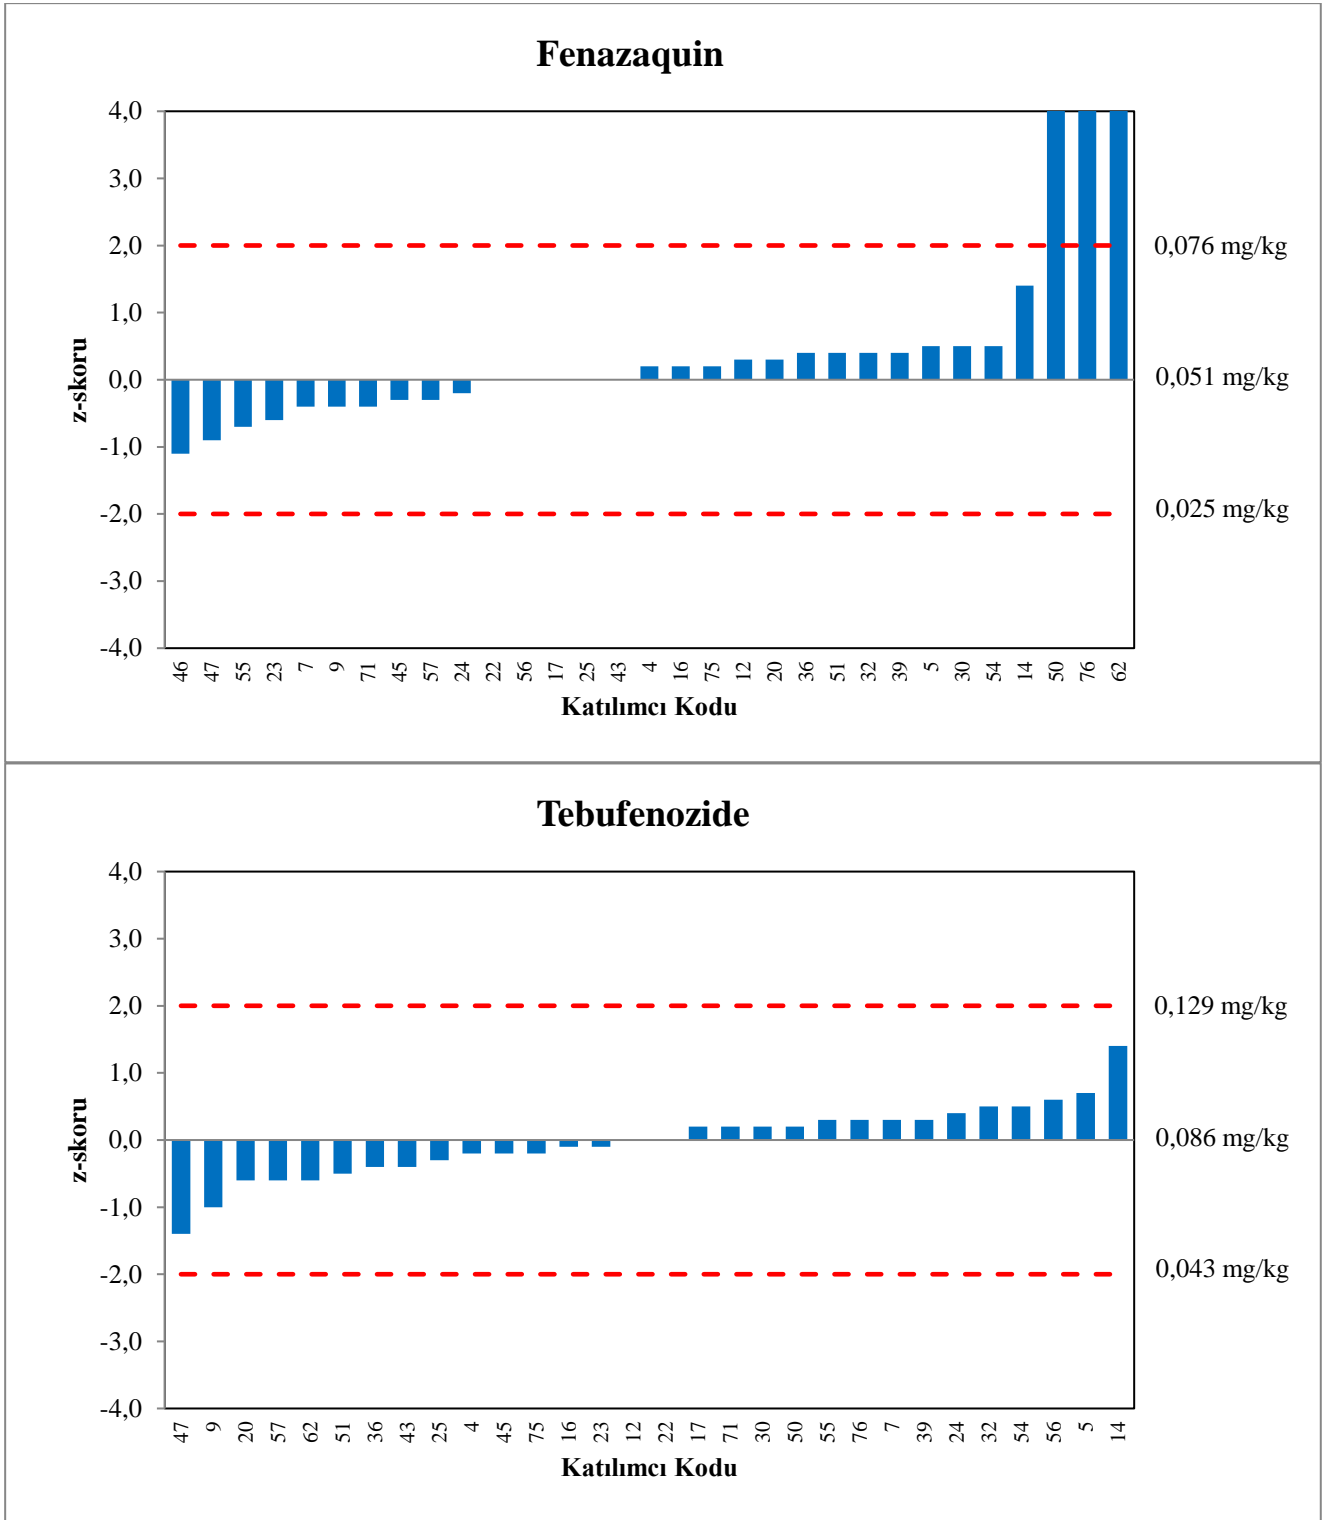 Fenazaquin
4,0
3,0
2,0
1,0
0,0
-1,0
-2,0
-3,0
-4,0
z-skoru
0,076 mg/kg
0,051 mg/kg
0,025 mg/kg
46 47 55 23 7 9 71 45 57 24 22 56 17 25 43 4 16 75 12 20 36 51 32 39 5 30 54 14 50 76 62
Katılımcı Kodu
Tebufenozide
4,0
3,0
2,0
1,0
0,0
-1,0
-2,0
-3,0
-4,0
z-skoru
0,129 mg/kg
0,086 mg/kg
0,043 mg/kg
47 9 20 57 62 51 36 43 25 4 45 75 16 23 12 22 17 71 30 50 55 76 7 39 24 32 54 56 5 14
Katılımcı Kodu